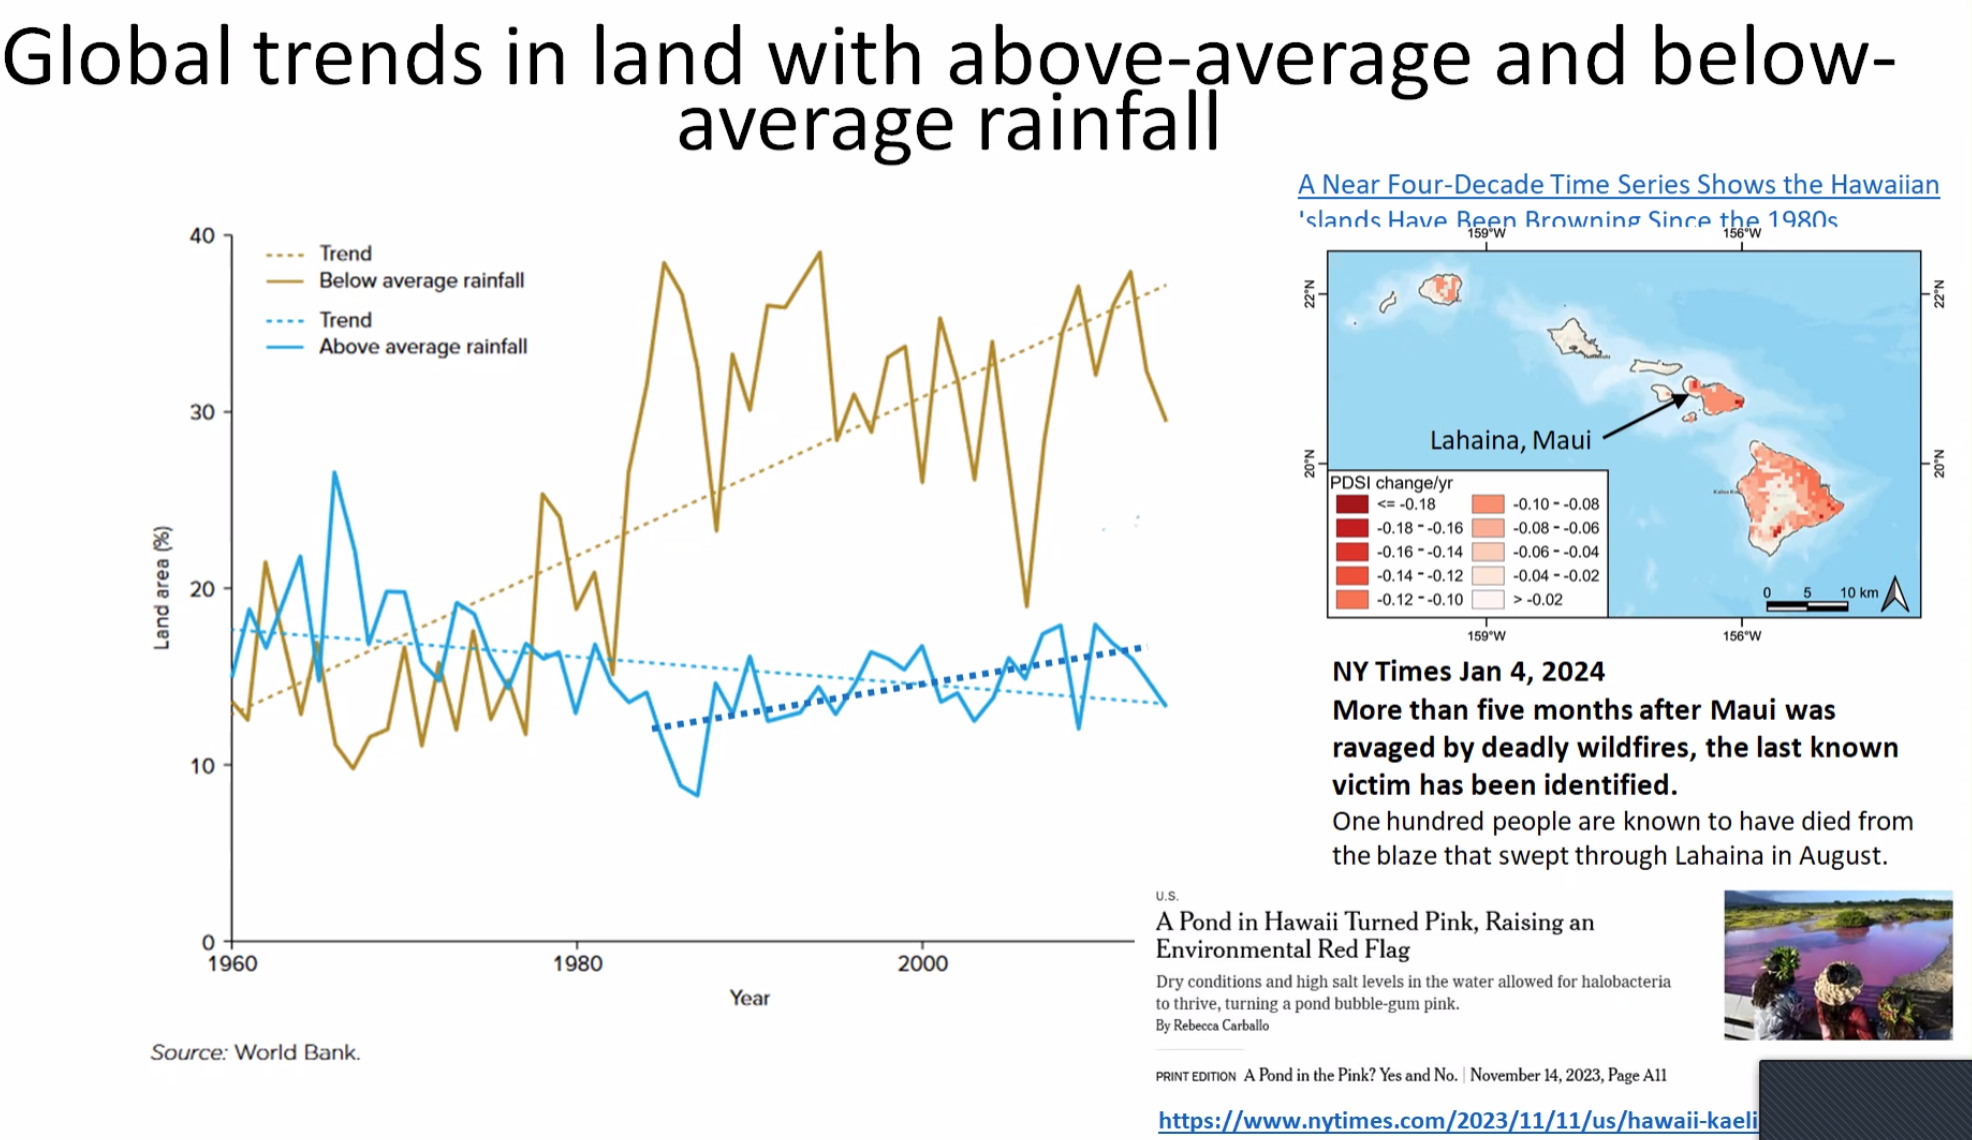 Global trends in land with above-average and below-
average rainfall
A Near Four-Decade Time Series Shows the Hawaiian
Islands Have Been Browning Since the 1980s
40
30
20
10
0
Land area (%)
Trend
Below average rainfall
Trend
Above average rainfall
1960
1980
2000
Year
Source: World Bank.
159°W
156°W
22°N
22°N
20°N
20°N
Lahaina, Maui
PDSI change/yr
<= -0.18
-0.18 - -0.16
-0.16 - -0.14
-0.14 - -0.12
-0.12 - -0.10
-0.10 - -0.08
-0.08 - -0.06
-0.06 - -0.04
-0.04 - -0.02
> -0.02
0 5 10 km
159°W
156°W
NY Times Jan 4, 2024
More than five months after Maui was
ravaged by deadly wildfires, the last known
victim has been identified.
One hundred people are known to have died from
the blaze that swept through Lahaina in August.
U.S.
A Pond in Hawaii Turned Pink, Raising an
Environmental Red Flag
Dry conditions and high salt levels in the water allowed for halobacteria
to thrive, turning a pond bubble-gum pink.
By Rebecca Carballo
PRINT EDITION A Pond in the Pink? Yes and No. | November 14, 2023, Page A11
https://www.nytimes.com/2023/11/11/us/hawaii-kaeli